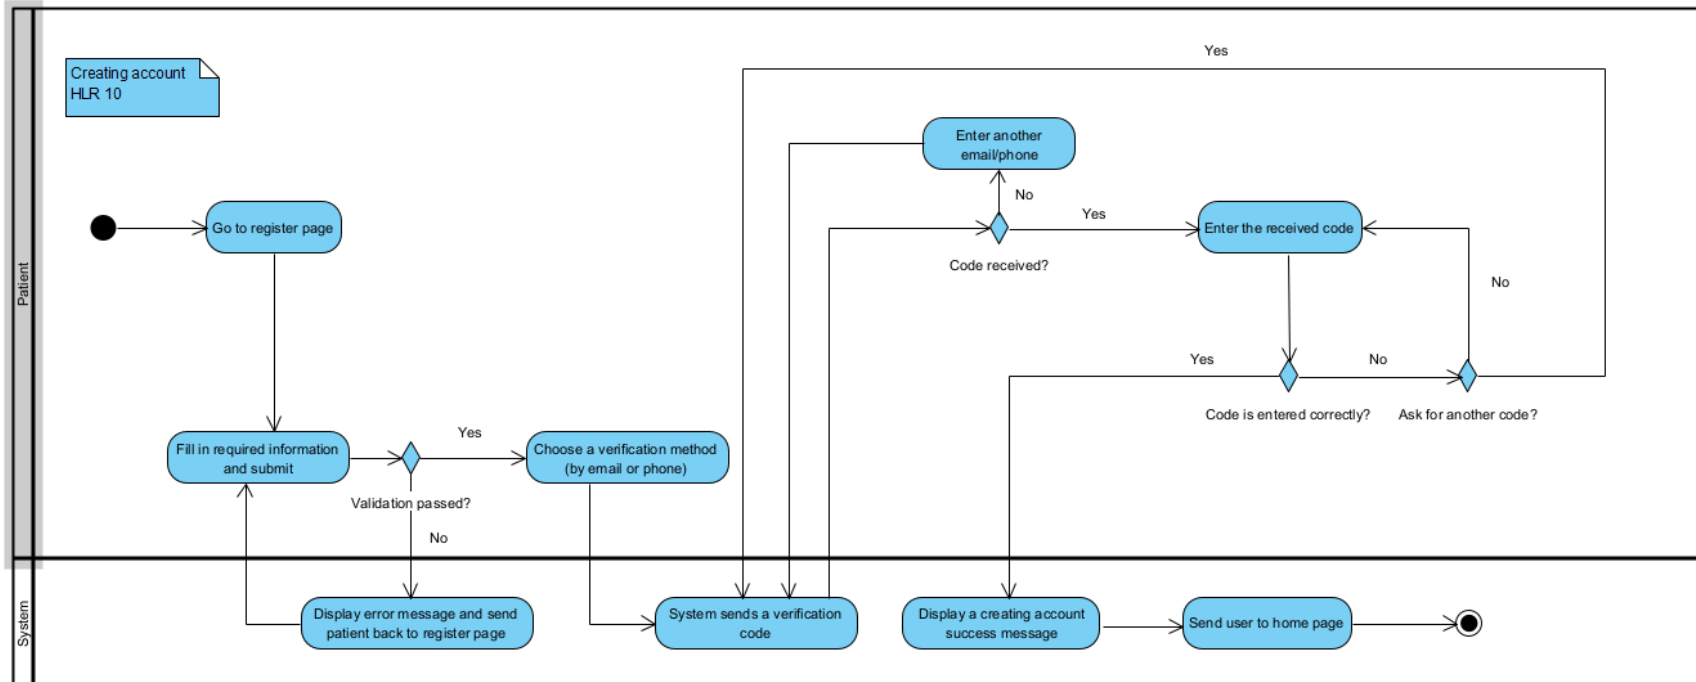 Yes
Creating account
HLR 10
Enter another
email/phone
No
Yes
Go to register page
Enter the received code
Code received?
No
Patient
Yes
No
Code is entered correctly?
Ask for another code?
Yes
Fill in required information
and submit
Choose a verification method
(by email or phone)
Validation passed?
No
System
Display error message and send
patient back to register page
System sends a verification
code
Display a creating account
success message
Send user to home page